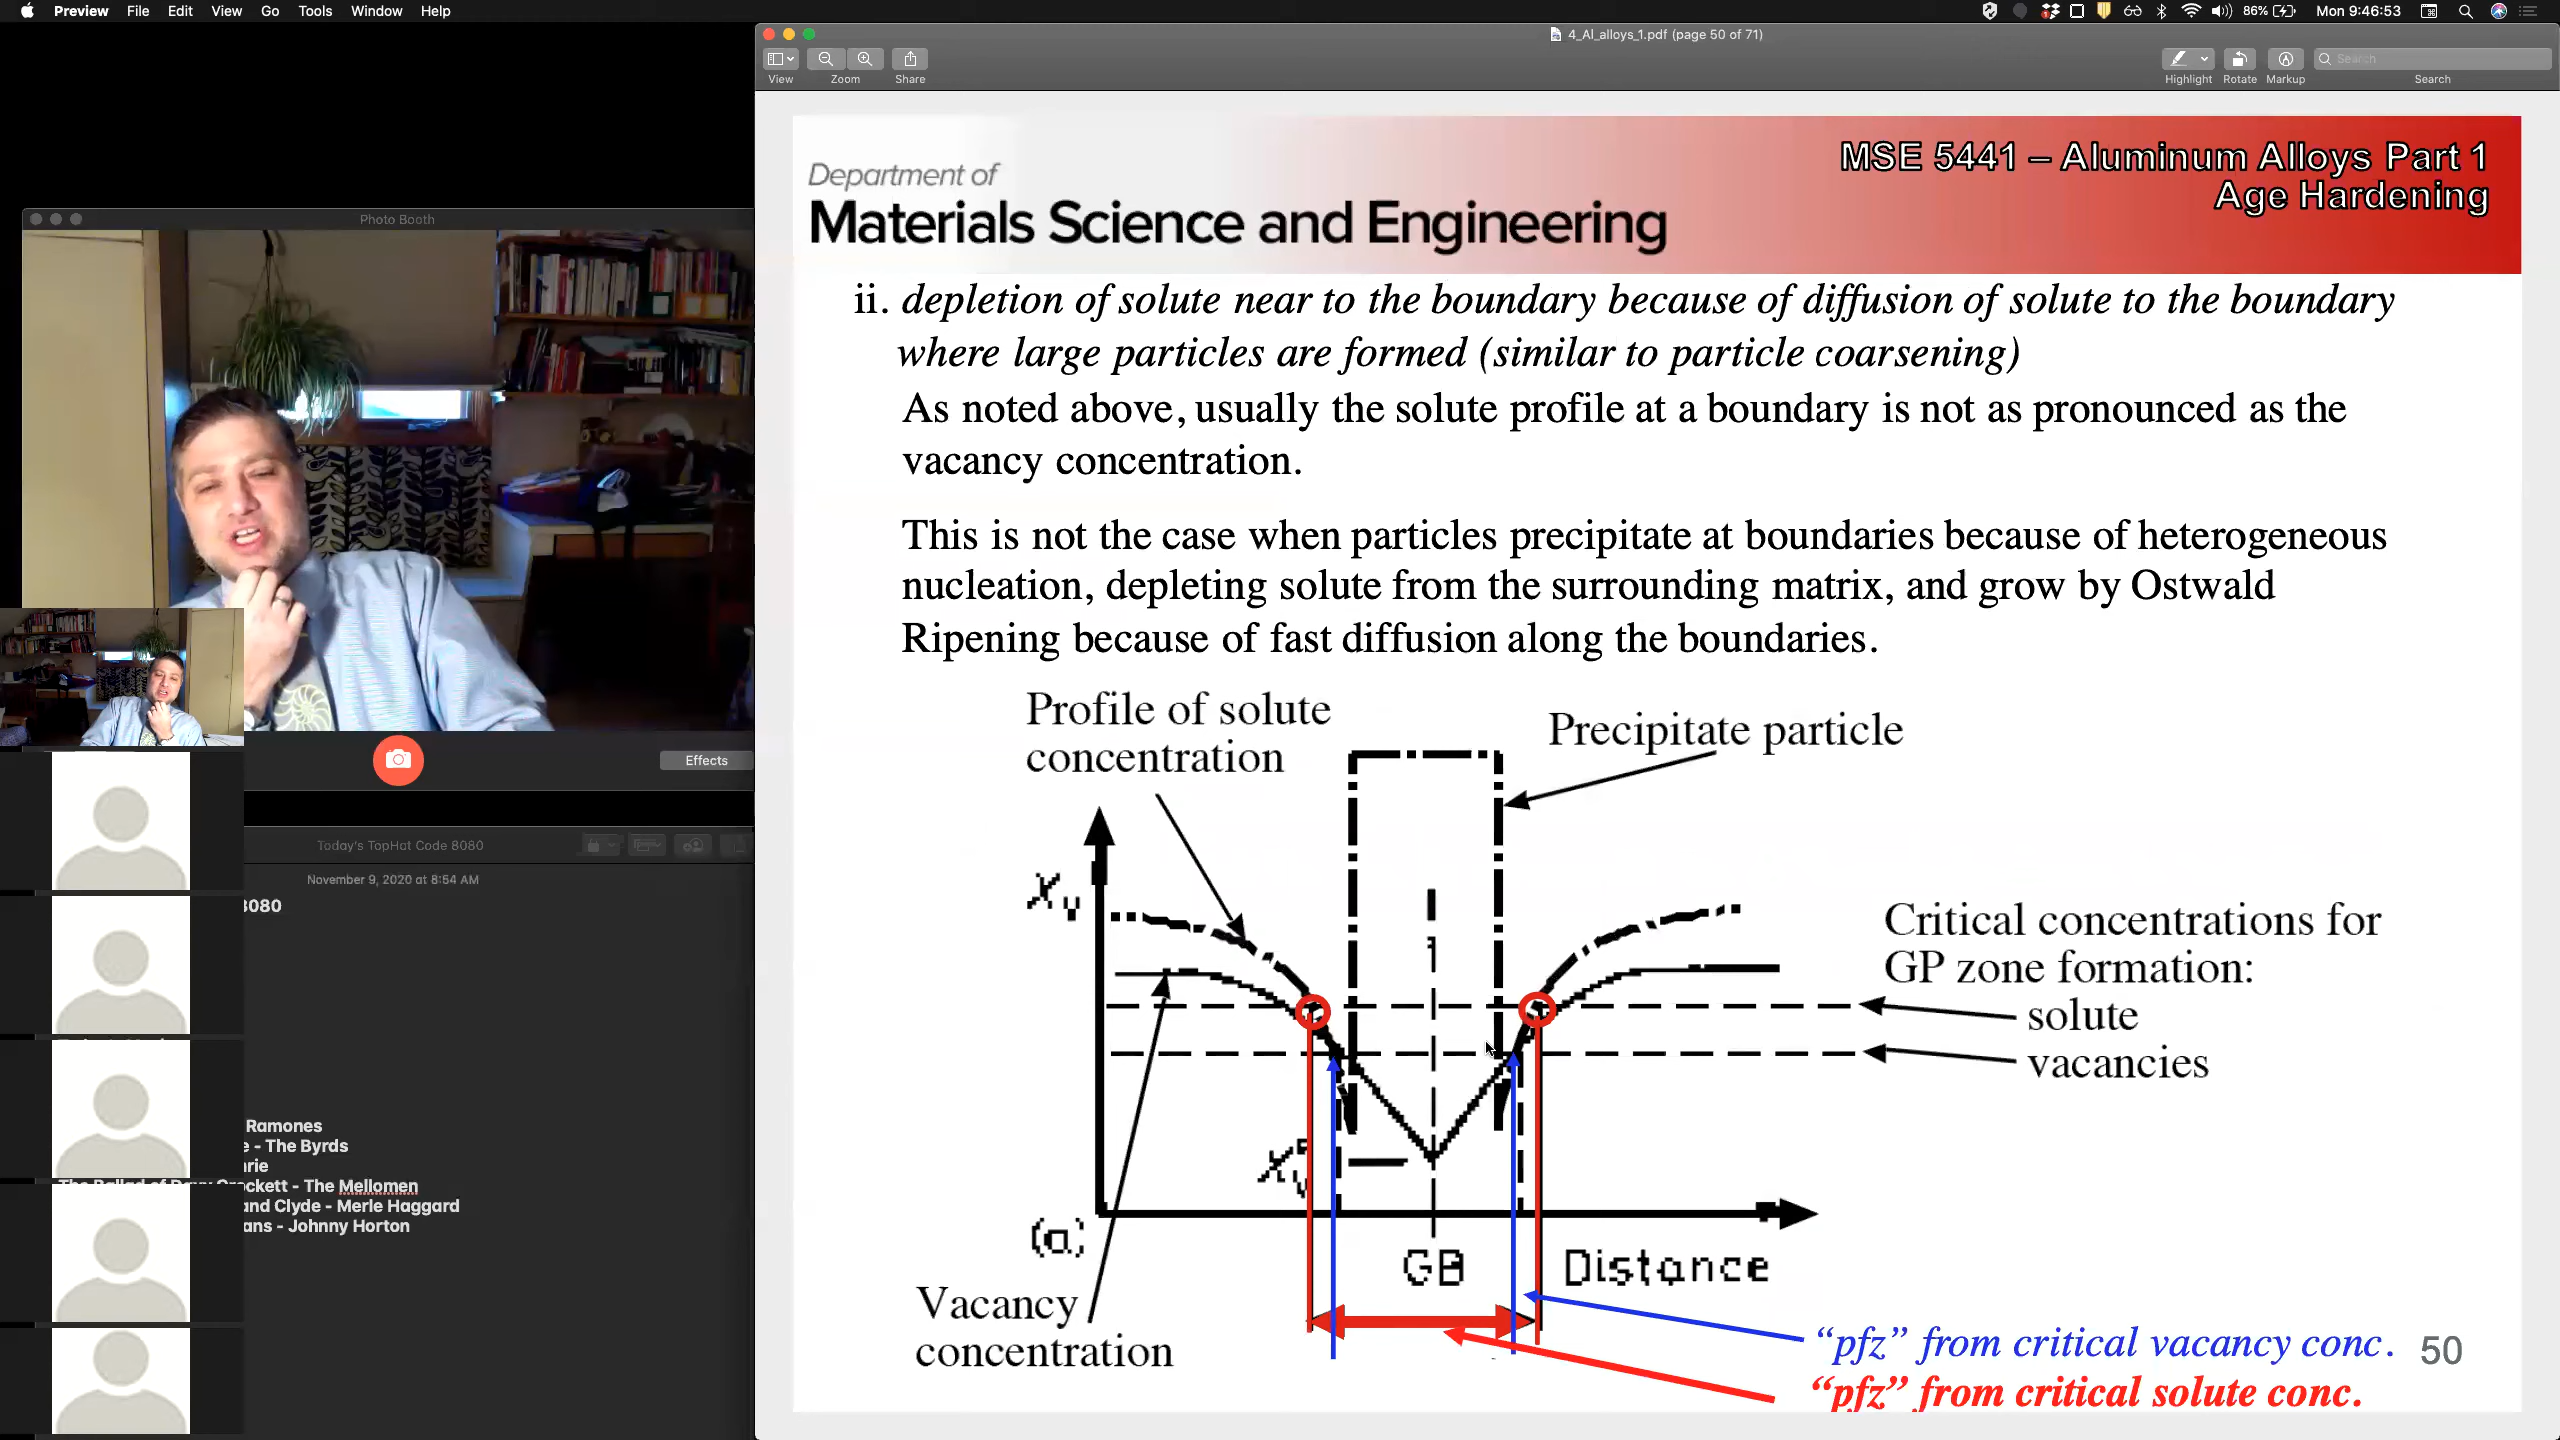 Preview File Edit View Go Tools Window Help
86% Mon 9:46:53
4_Al_alloys_1.pdf (page 50 of 71)
View Zoom Share
Highlight Rotate Markup Search
Search
Photo Booth
Effects
Today's TopHat Code 8080
November 9, 2020 at 8:54 AM
8080
Ramones
e - The Byrds
hrie
ckett - The Mellomen
and Clyde - Merle Haggard
ans - Johnny Horton
Department of
Materials Science and Engineering
MSE 5441 – Aluminum Alloys Part 1
Age Hardening
ii. depletion of solute near to the boundary because of diffusion of solute to the boundary
where large particles are formed (similar to particle coarsening)
As noted above, usually the solute profile at a boundary is not as pronounced as the
vacancy concentration.
This is not the case when particles precipitate at boundaries because of heterogeneous
nucleation, depleting solute from the surrounding matrix, and grow by Ostwald
Ripening because of fast diffusion along the boundaries.
Profile of solute
concentration
Precipitate particle
Xv
Critical concentrations for
GP zone formation:
solute
vacancies
(a)
GB
Distance
Vacancy
concentration
“pfz” from critical vacancy conc.
“pfz” from critical solute conc.
50